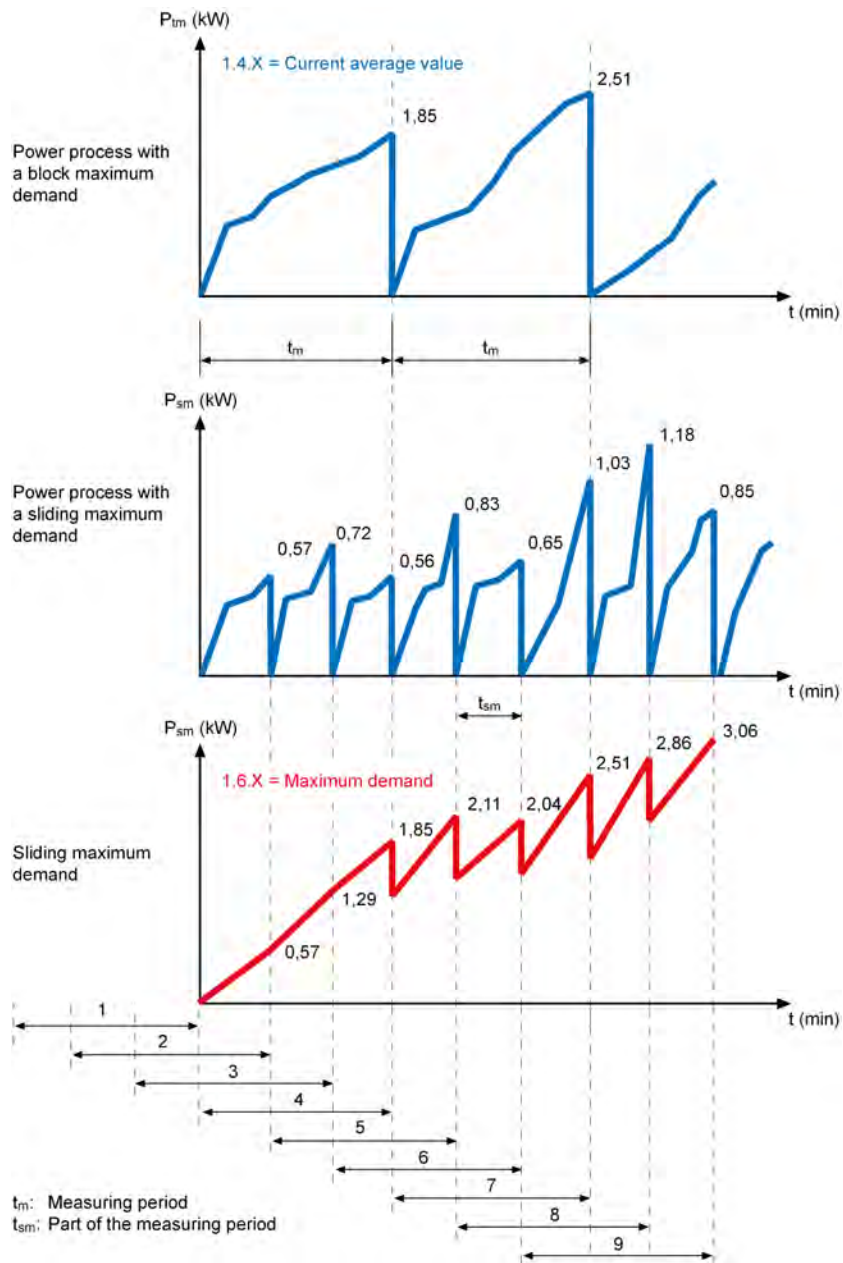 Ptm (kW)
1.4.X = Current average value
2,51
1,85
Power process with
a block maximum
demand
t (min)
tm
tm
Psm (kW)
1,18
1,03
0,85
0,83
Power process with
a sliding maximum
demand
0,72
0,57
0,56
0,65
t (min)
tsm
Psm (kW)
3,06
2,86
2,51
1.6.X = Maximum demand
2,11
2,04
1,85
Sliding maximum
demand
1,29
0,57
t (min)
1
2
3
4
5
6
7
8
9
tm: Measuring period
tsm: Part of the measuring period